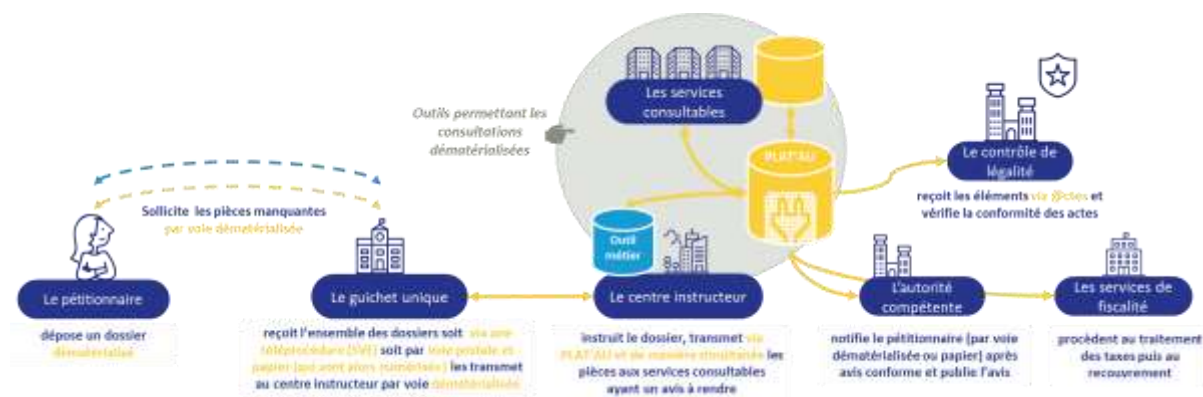 Les services
consultables
Outils permettant les
consultations
dématérialisées
PLAT'AU
Le contrôle de
légalité
reçoit les éléments via @ctes et
vérifie la conformité des actes
Sollicite les pièces manquantes
par voie dématérialisée
Outil
métier
Le pétitionnaire
dépose un dossier
dématérialisé
Le guichet unique
reçoit l'ensemble des dossiers soit via une
téléprocédure (SVE) soit par voie postale et
papier (qui sont alors numérisés) les transmet
au centre instructeur par voie dématérialisée
Le centre instructeur
instruit le dossier, transmet via
PLAT'AU et de manière simultanée les
pièces aux services consultables
ayant un avis à rendre
L'autorité
compétente
notifie le pétitionnaire (par voie
dématérialisée ou papier) après
avis conforme et publie l'avis
Les services de
fiscalité
procèdent au traitement
des taxes puis au
recouvrement